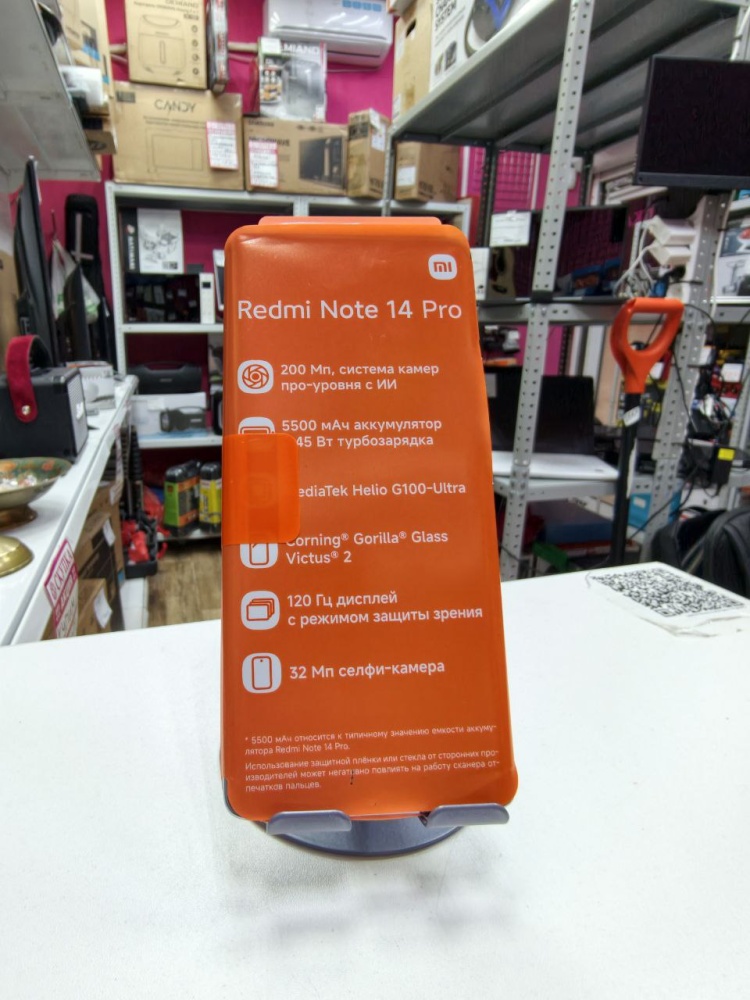 CANDY
mi
Redmi Note 14 Pro
200 Мп, система камер
про-уровня с ИИ
5500 мАч аккумулятор
45 Вт турбозарядка
Helio G100-Ultra
Corning® Gorilla® Glass
Victus® 2
120 Гц дисплей
с режимом защиты зрения
32 Мп селфи-камера
* 5500 мАч относится к типичному значению емкости аккуму-
лятора Redmi Note 14 Pro.
Использование защитной плёнки или стекла от сторонних про-
изводителей может негативно повлиять на работу сканера от-
печатков пальцев.